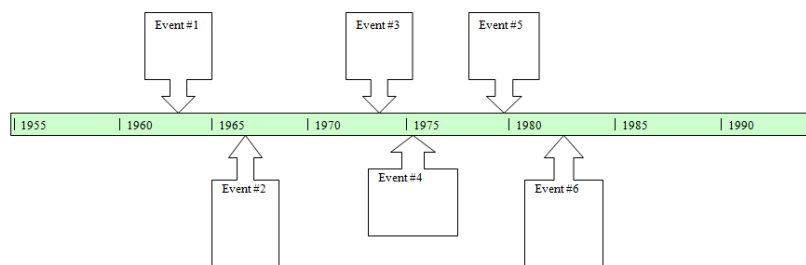 Event #1
Event #3
Event #5
| 1955 | 1960 | 1965 | 1970 | 1975 | 1980 | 1985 | 1990
Event #2
Event #4
Event #6